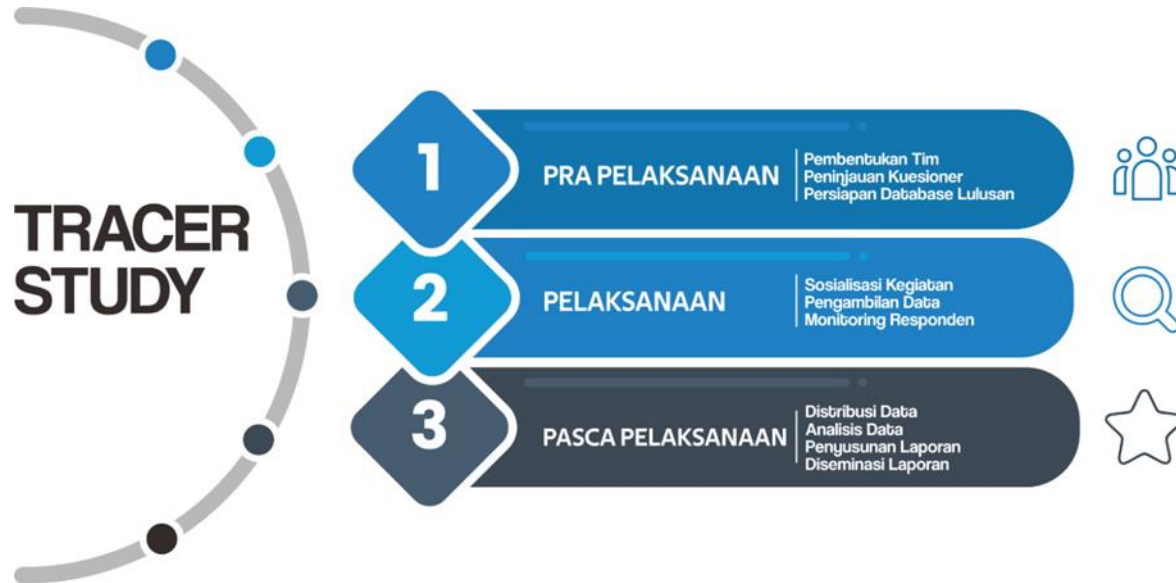 TRACER
STUDY
1
PRA PELAKSANAAN
Pembentukan Tim
Peninjauan Kuesioner
Persiapan Database Lulusan
2
PELAKSANAAN
Sosialisasi Kegiatan
Pengambilan Data
Monitoring Responden
3
PASCA PELAKSANAAN
Distribusi Data
Analisis Data
Penyusunan Laporan
Diseminasi Laporan